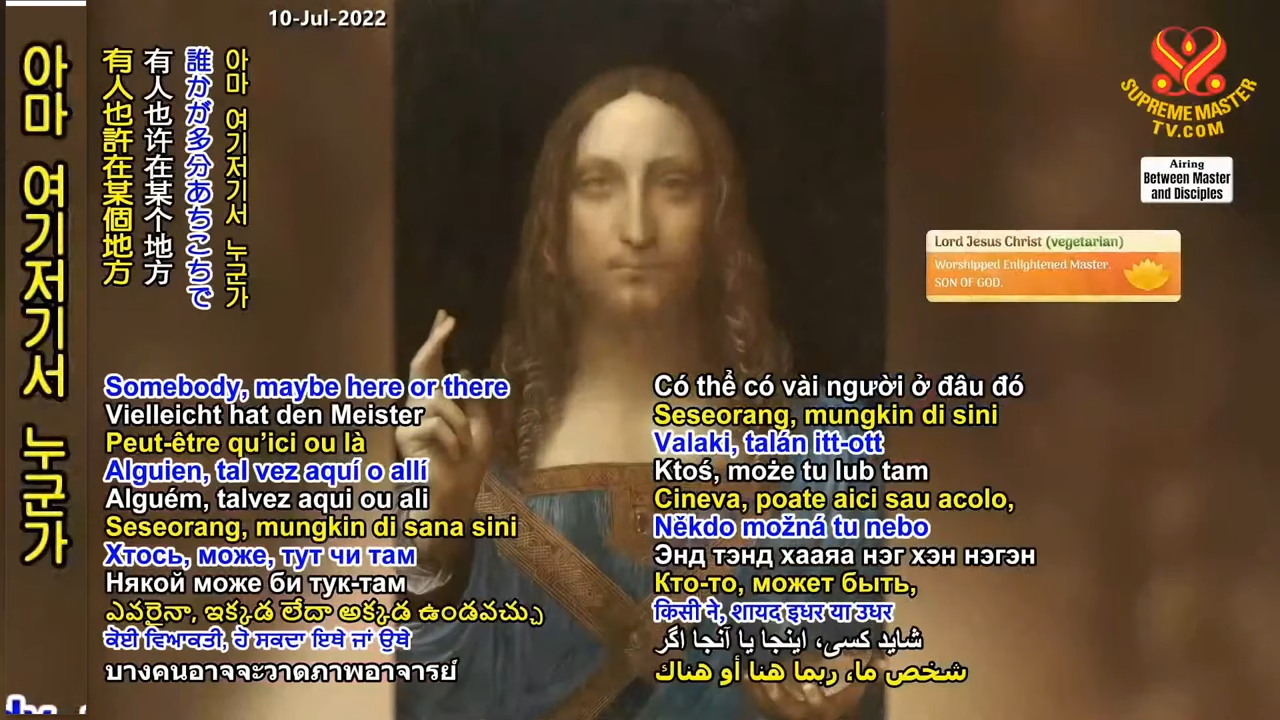 10-Jul-2022
아마 여기저기서 누군가
有人也許在某個地方
有人也许在某个地方
誰かが多分あちこちで
아마 여기저기서 누군가
SUPREME MASTER
TV.COM
Airing
Between Master
and Disciples
Lord Jesus Christ (vegetarian)
Worshipped Enlightened Master,
SON OF GOD.
Somebody, maybe here or there
Vielleicht hat den Meister
Peut-être qu’ici ou là
Alguien, tal vez aquí o allí
Alguém, talvez aqui ou ali
Seseorang, mungkin di sana sini
Хтось, може, тут чи там
Някой може би тук-там
ఎవరైనా, ఇక్కడ లేదా అక్కడ ఉండవచ్చు
ਕੋਈ ਵਿਆਕਤੀ, ਹੋ ਸਕਦਾ ਇਥੇ ਜਾਂ ਉਥੇ
บางคนอาจจะวาดภาพอาจารย์
Có thể có vài người ở đâu đó
Seseorang, mungkin di sini
Valaki, talán itt-ott
Ktoś, może tu lub tam
Cineva, poate aici sau acolo,
Někdo možná tu nebo
Энд тэнд хааяа нэг хэн нэгэн
Кто-то, может быть,
किसी ने, शायद इधर या उधर
شاید کسی، اینجا یا آنجا اگر
شخص ما، ربما هنا أو هناك